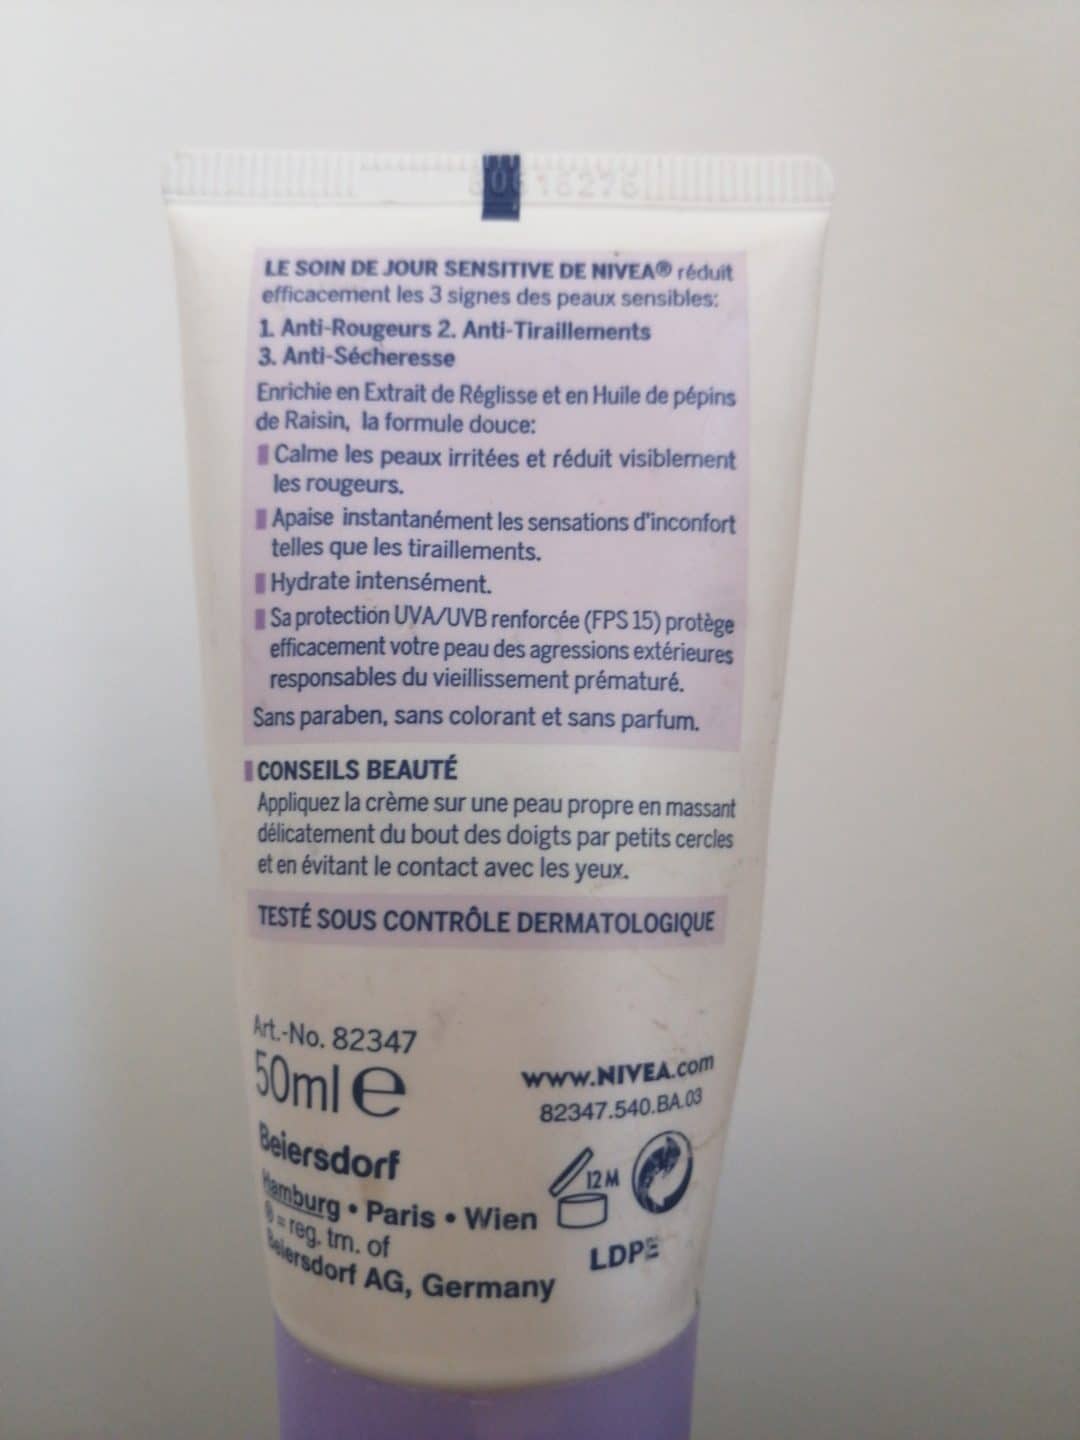 LE SOIN DE JOUR SENSITIVE DE NIVEA® réduit
efficacement les 3 signes des peaux sensibles:
1. Anti-Rougeurs 2. Anti-Tiraillements
3. Anti-Sécheresse
Enrichie en Extrait de Réglisse et en Huile de pépins
de Raisin, la formule douce:
Calme les peaux irritées et réduit visiblement
les rougeurs.
Apaise instantanément les sensations d'inconfort
telles que les tiraillements.
Hydrate intensément.
Sa protection UVA/UVB renforcée (FPS 15) protège
efficacement votre peau des agressions extérieures
responsables du vieillissement prématuré.
Sans paraben, sans colorant et sans parfum.
CONSEILS BEAUTÉ
Appliquez la crème sur une peau propre en massant
délicatement du bout des doigts par petits cercles
et en évitant le contact avec les yeux.
TESTÉ SOUS CONTRÔLE DERMATOLOGIQUE
Art.-No. 82347
50ml e
www.NIVEA.com
82347.540.BA.03
Beiersdorf
12 M
Hamburg • Paris • Wien
® = reg. tm. of
Beiersdorf AG, Germany
LDPE